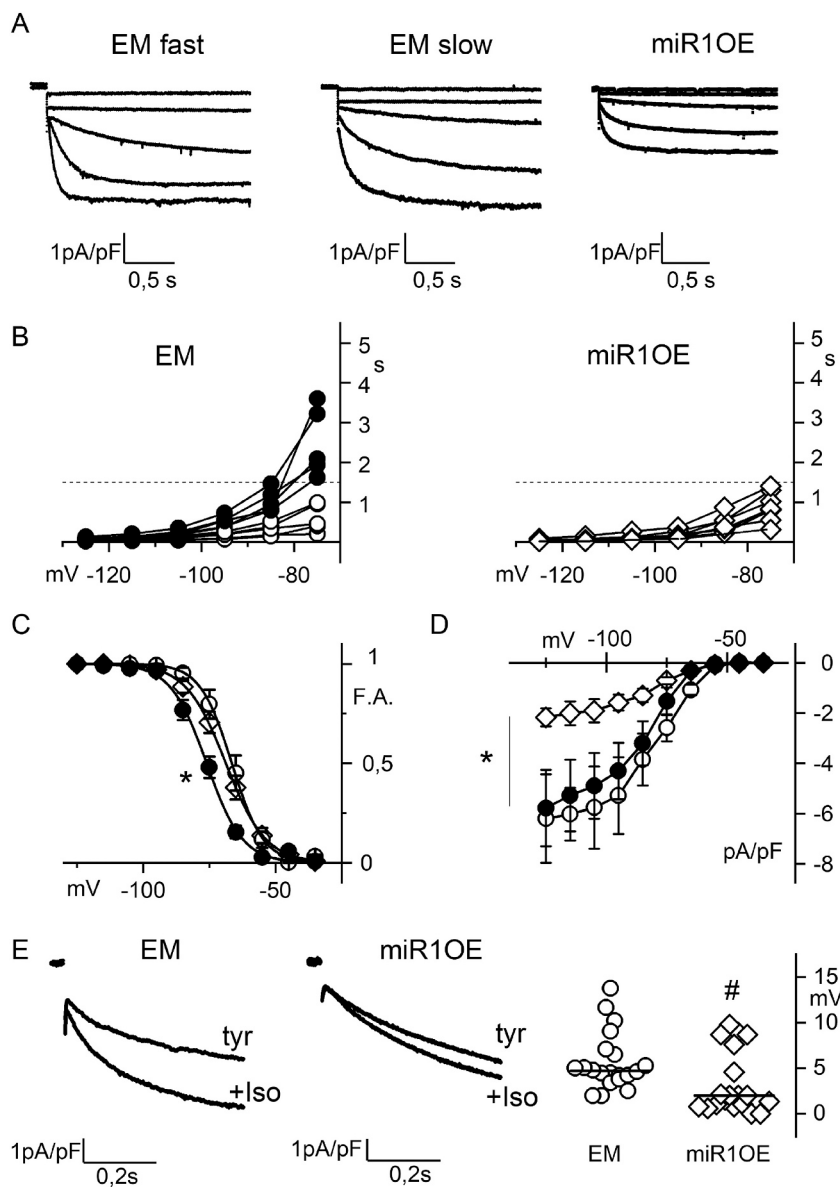 A
EM fast
EM slow
miR1OE
1pA/pF
0,5 s
1pA/pF
0,5 s
1pA/pF
0,5 s
B
EM
miR1OE
5
s
4
3
2
1
mV -120 -100 -80
5
s
4
3
2
1
mV -120 -100 -80
C
1
F.A.
0,5
0
*
mV -100 -50
D
mV -100 -50
0
-2
-4
-6
-8
*
pA/pF
E
EM
tyr
+Iso
1pA/pF
0,2s
miR1OE
tyr
+Iso
1pA/pF
0,2s
#
15
mV
10
5
0
EM miR1OE